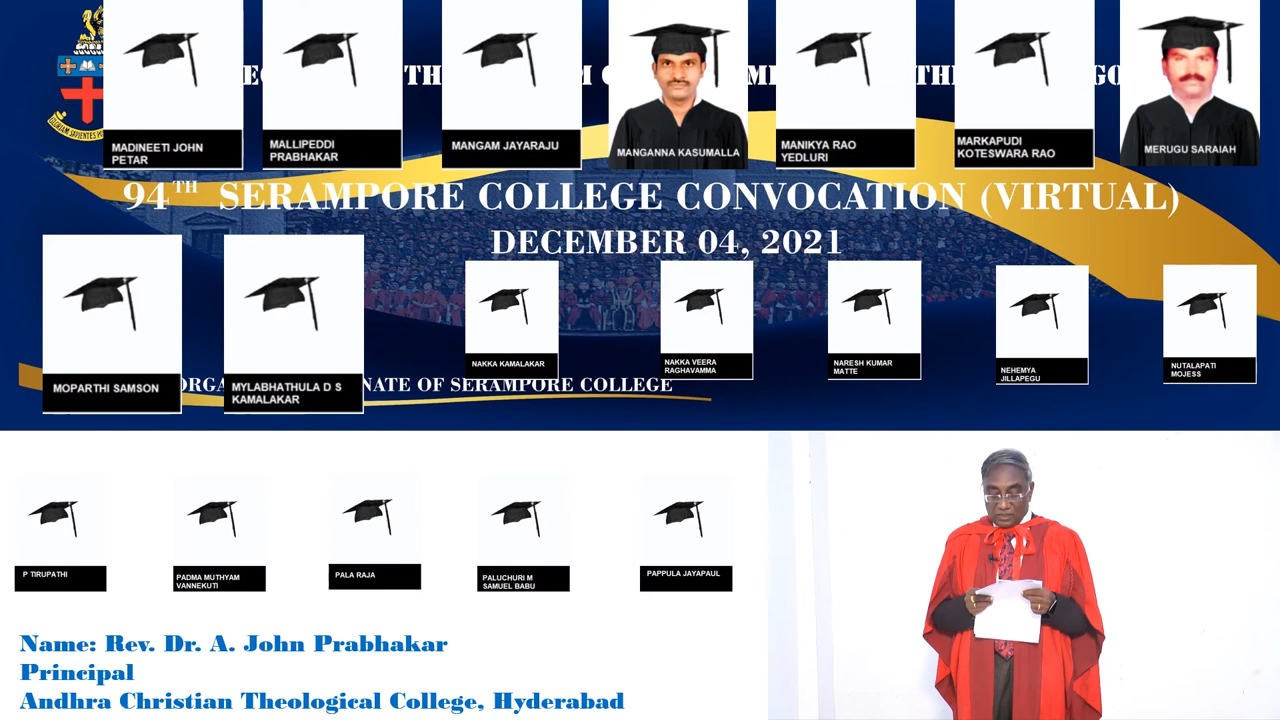 MADINEETI JOHN
PETAR
MALLIPEDDI
PRABHAKAR
MANGAM JAYARAJU
MANGANNA KASUMALLA
MANIKYA RAO
YEDLURI
MARKAPUDI
KOTESWARA RAO
MERUGU SARAIAH
94TH SERAMPORE COLLEGE CONVOCATION (VIRTUAL)
DECEMBER 04, 2021
MOPARTHI SAMSON
MYLABHATHULA D S
KAMALAKAR
NAKKA KAMALAKAR
NAKKA VEERA
RAGHAVAMMA
NARESH KUMAR
MATTE
NEHEMYA
JILLAPEGU
NUTALAPATI
MOJESS
OF SERAMPORE COLLEGE
P TIRUPATHI
PADMA MUTHYAM
VANNEKUTI
PALA RAJA
PALUCHURI M
SAMUEL BABU
PAPPULA JAYAPAUL
Name: Rev. Dr. A. John Prabhakar
Principal
Andhra Christian Theological College, Hyderabad